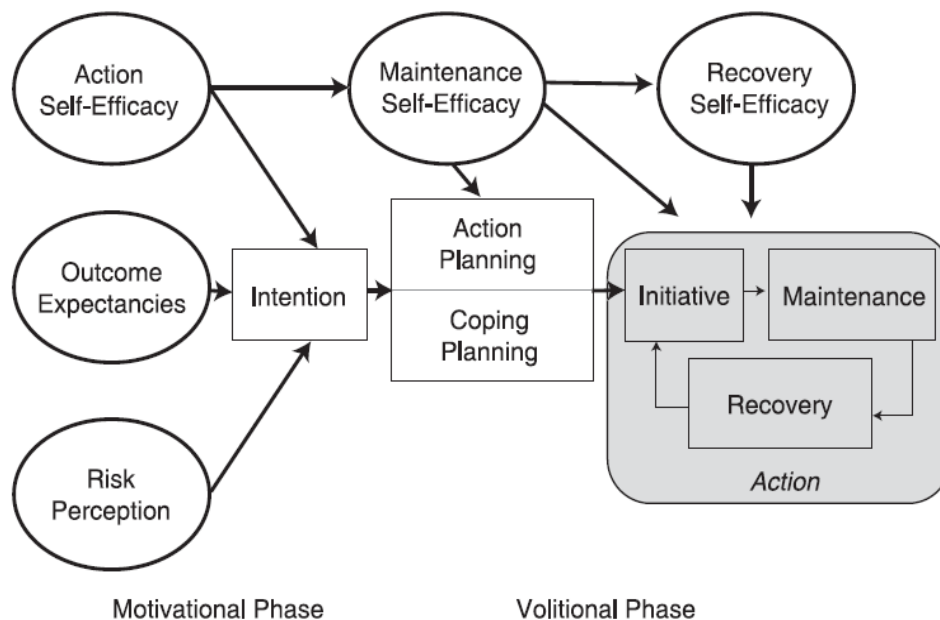 Action
Self-Efficacy
Maintenance
Self-Efficacy
Recovery
Self-Efficacy
Outcome
Expectancies
Intention
Action
Planning
Coping
Planning
Initiative
Maintenance
Recovery
Action
Risk
Perception
Motivational Phase
Volitional Phase